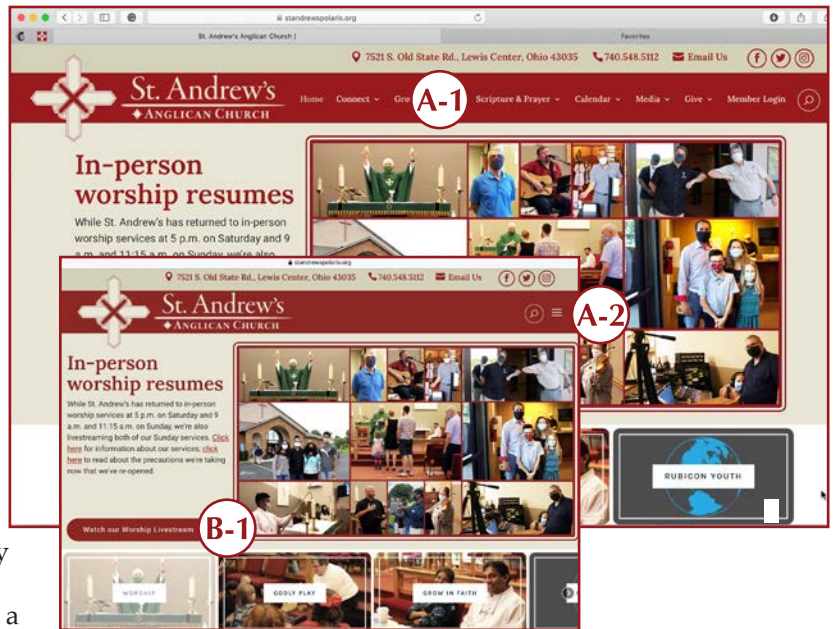 standrewspolaris.org
St. Andrew's Anglican Church |
Favorites
7521 S. Old State Rd., Lewis Center, Ohio 43035 740.548.5112 Email Us
St. Andrew's
ANGLICAN CHURCH
Home Connect Gro A-1 Scripture & Prayer Calendar Media Give Member Login
In-person
worship resumes
While St. Andrew's has returned to in-person
worship services at 5 p.m. on Saturday and 9
a.m. and 11:15 a.m. on Sunday, we're also
RUBICON YOUTH
standrewspolaris.org
7521 S. Old State Rd., Lewis Center, Ohio 43035 740.548.5112 Email Us
St. Andrew's
ANGLICAN CHURCH
A-2
In-person
worship resumes
While St. Andrew's has returned to in-person
worship services at 5 p.m. on Saturday and 9
a.m. and 11:15 a.m. on Sunday, we're also
livestreaming both of our Sunday services. Click
here for information about our services; click
here to read about the precautions we're taking
now that we've re-opened.
Watch our Worship Livestream B-1
WORSHIP
GODLY PLAY
GROW IN FAITH
y
a